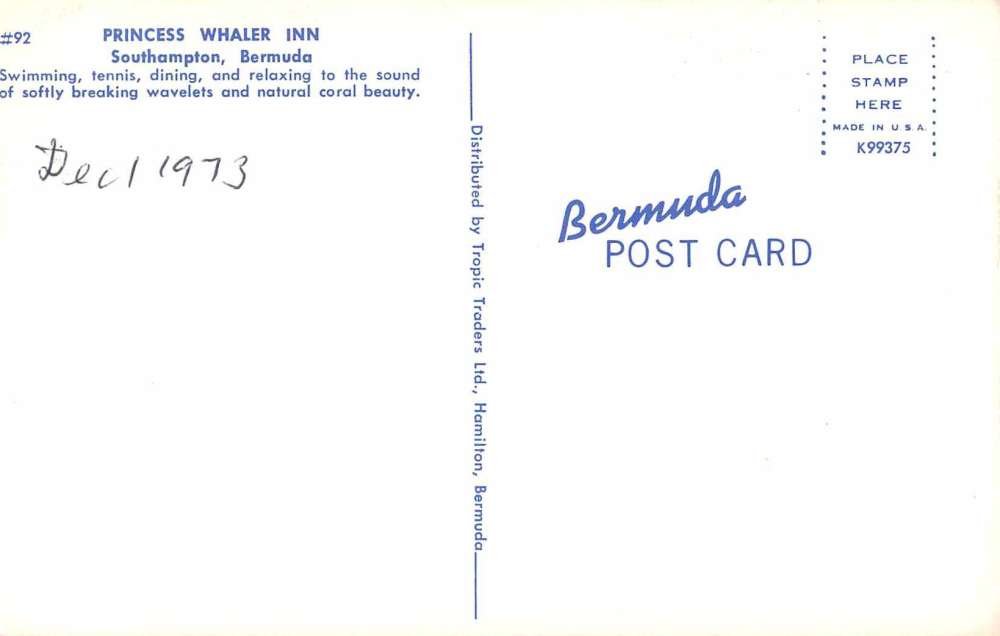 #92
PRINCESS WHALER INN
Southampton, Bermuda
Swimming, tennis, dining, and relaxing to the sound
of softly breaking wavelets and natural coral beauty.
Dec 1 1973
Distributed by Tropic Traders Ltd., Hamilton, Bermuda
PLACE
STAMP
HERE
MADE IN U S A.
K99375
Bermuda
POST CARD